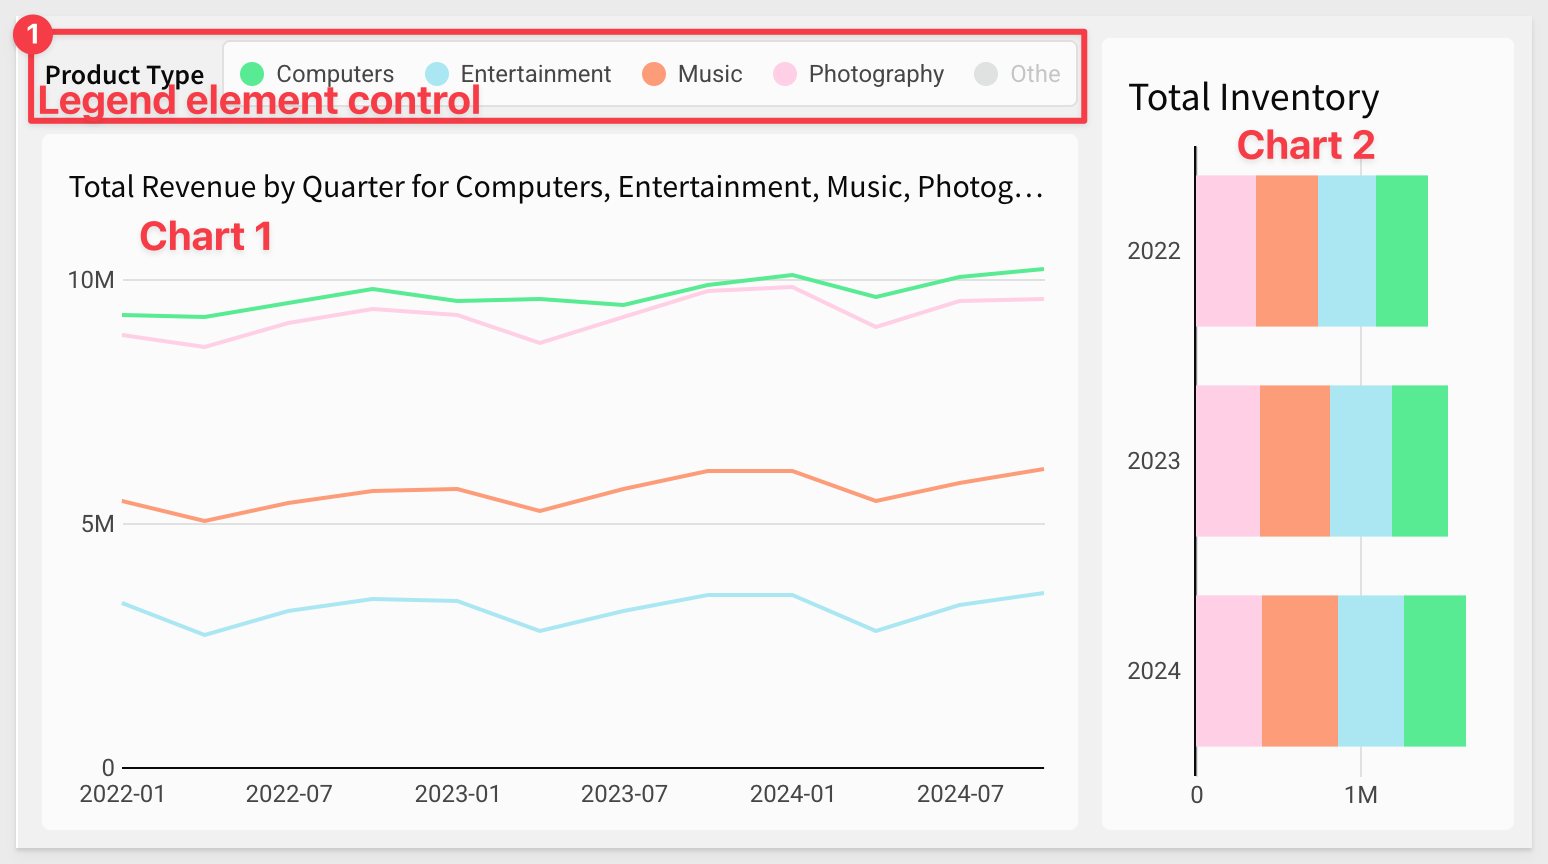 1
Product Type
Computers
Entertainment
Music
Photography
Othe
Legend element control
Total Revenue by Quarter for Computers, Entertainment, Music, Photog…
Chart 1
10M
5M
0
2022-01
2022-07
2023-01
2023-07
2024-01
2024-07
Total Inventory
Chart 2
2022
2023
2024
0
1M